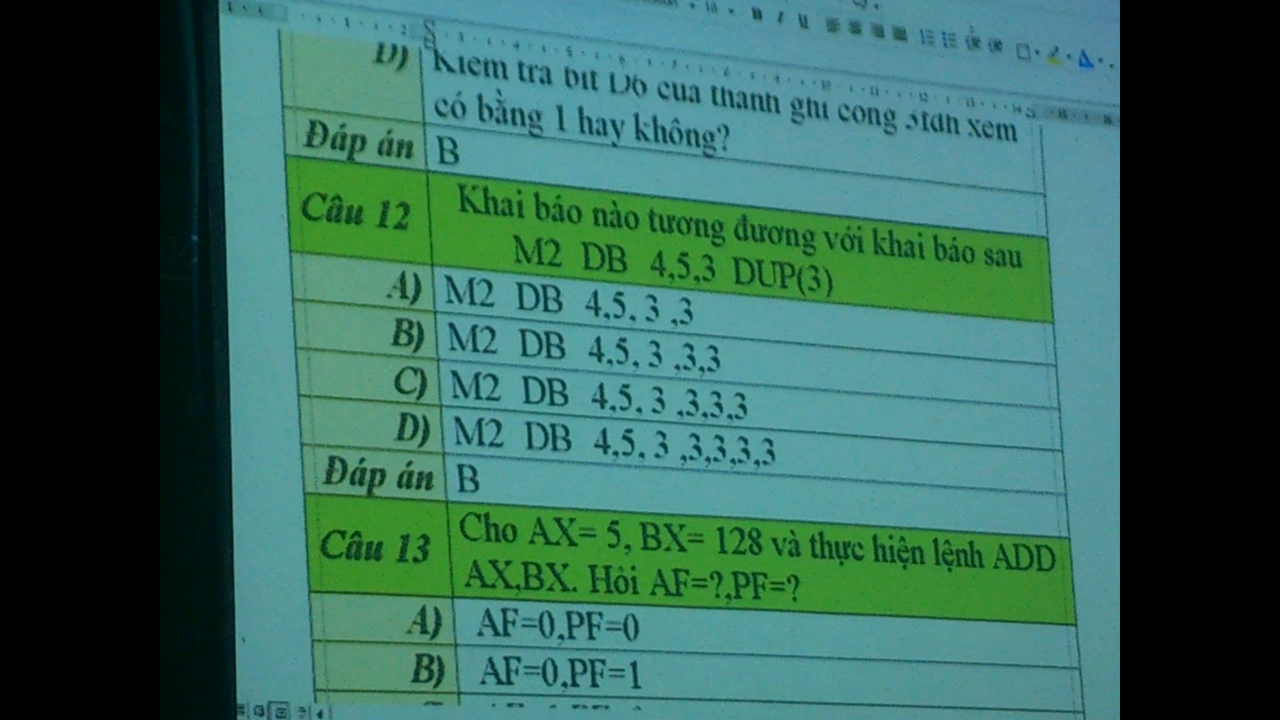 D) Kiểm tra bit D6 của thanh ghi cổng 3fdh xem
có bằng 1 hay không?
Đáp án B
Câu 12 Khai báo nào tương đương với khai báo sau
M2 DB 4,5,3 DUP(3)
A) M2 DB 4,5, 3 ,3
B) M2 DB 4,5, 3 ,3,3
C) M2 DB 4,5, 3 ,3,3,3
D) M2 DB 4,5, 3 ,3,3,3,3
Đáp án B
Câu 13 Cho AX= 5, BX= 128 và thực hiện lệnh ADD
AX,BX. Hỏi AF=?,PF=?
A) AF=0,PF=0
B) AF=0,PF=1